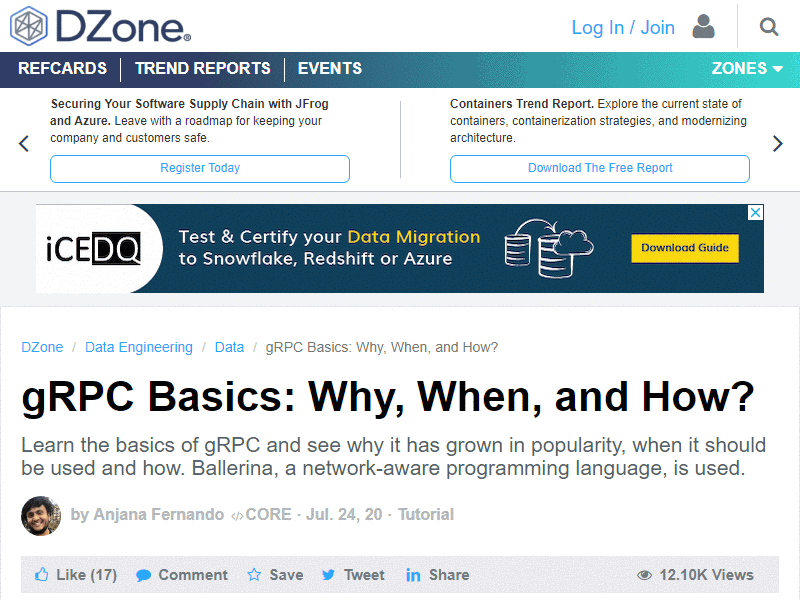 DZone.®
Log In / Join
REFCARDS
TREND REPORTS
EVENTS
ZONES
Securing Your Software Supply Chain with JFrog
and Azure. Leave with a roadmap for keeping your
company and customers safe.
Register Today
Containers Trend Report. Explore the current state of
containers, containerization strategies, and modernizing
architecture.
Download The Free Report
iCEDQ
Test & Certify your Data Migration
to Snowflake, Redshift or Azure
Download Guide
DZone / Data Engineering / Data / gRPC Basics: Why, When, and How?
gRPC Basics: Why, When, and How?
Learn the basics of gRPC and see why it has grown in popularity, when it should
be used and how. Ballerina, a network-aware programming language, is used.
by Anjana Fernando </>CORE · Jul. 24, 20 · Tutorial
Like (17)
Comment
Save
Tweet
in Share
12.10K Views